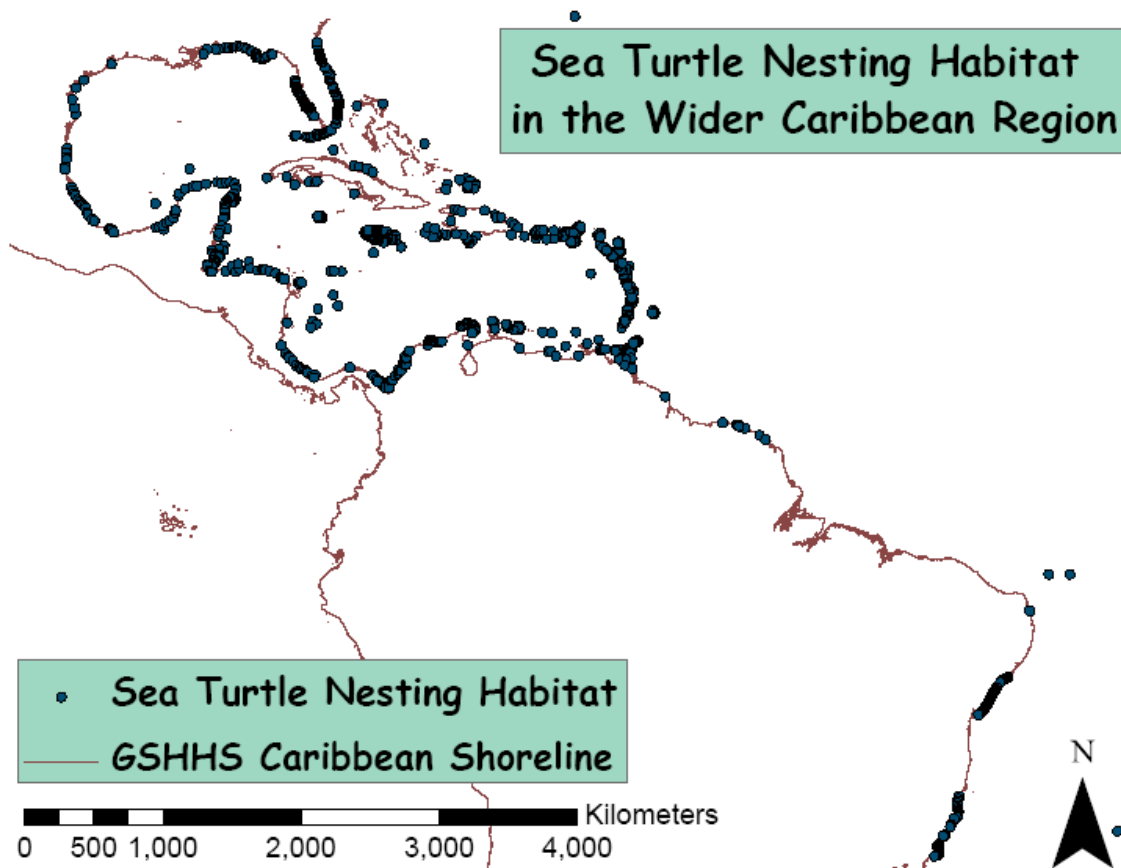 Sea Turtle Nesting Habitat
in the Wider Caribbean Region
Sea Turtle Nesting Habitat
GSHHS Caribbean Shoreline
N
Kilometers
0 500 1,000 2,000 3,000 4,000